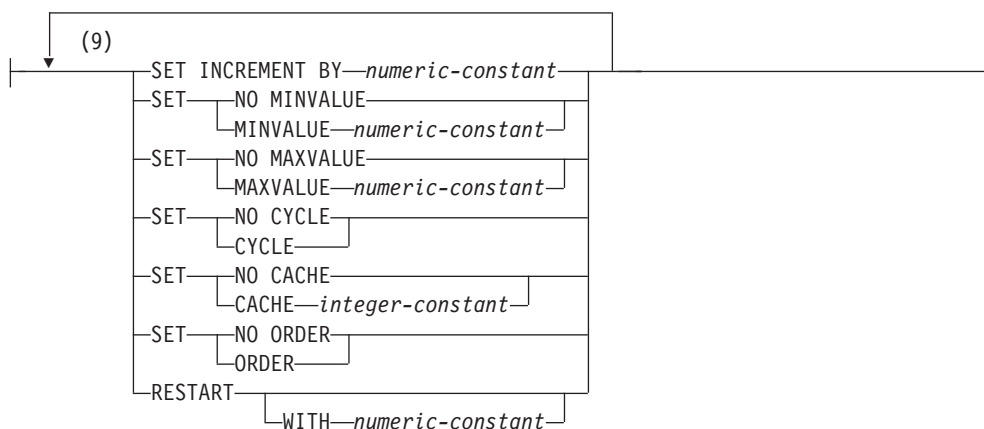 (9)
SET INCREMENT BY numeric-constant
SET NO MINVALUE
MINVALUE numeric-constant
SET NO MAXVALUE
MAXVALUE numeric-constant
SET NO CYCLE
CYCLE
SET NO CACHE
CACHE integer-constant
SET NO ORDER
ORDER
RESTART
WITH numeric-constant